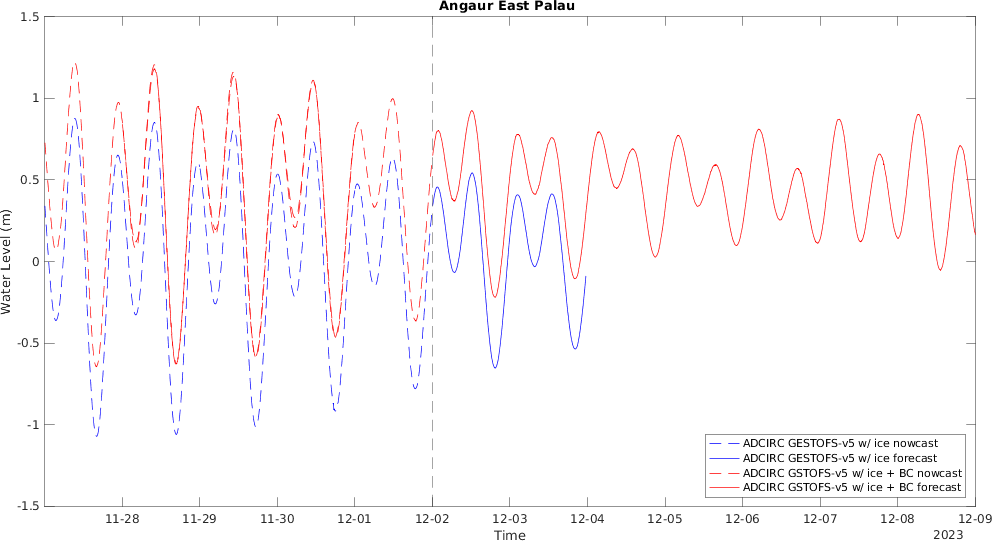 Angaur East Palau
1.5
1
0.5
0
-0.5
-1
-1.5
Water Level (m)
ADCIRC GESTOFS-v5 w/ ice nowcast
ADCIRC GESTOFS-v5 w/ ice forecast
ADCIRC GSTOFS-v5 w/ ice + BC nowcast
ADCIRC GSTOFS-v5 w/ ice + BC forecast
11-28 11-29 11-30 12-01 12-02 12-03 12-04 12-05 12-06 12-07 12-08 12-09
Time
2023